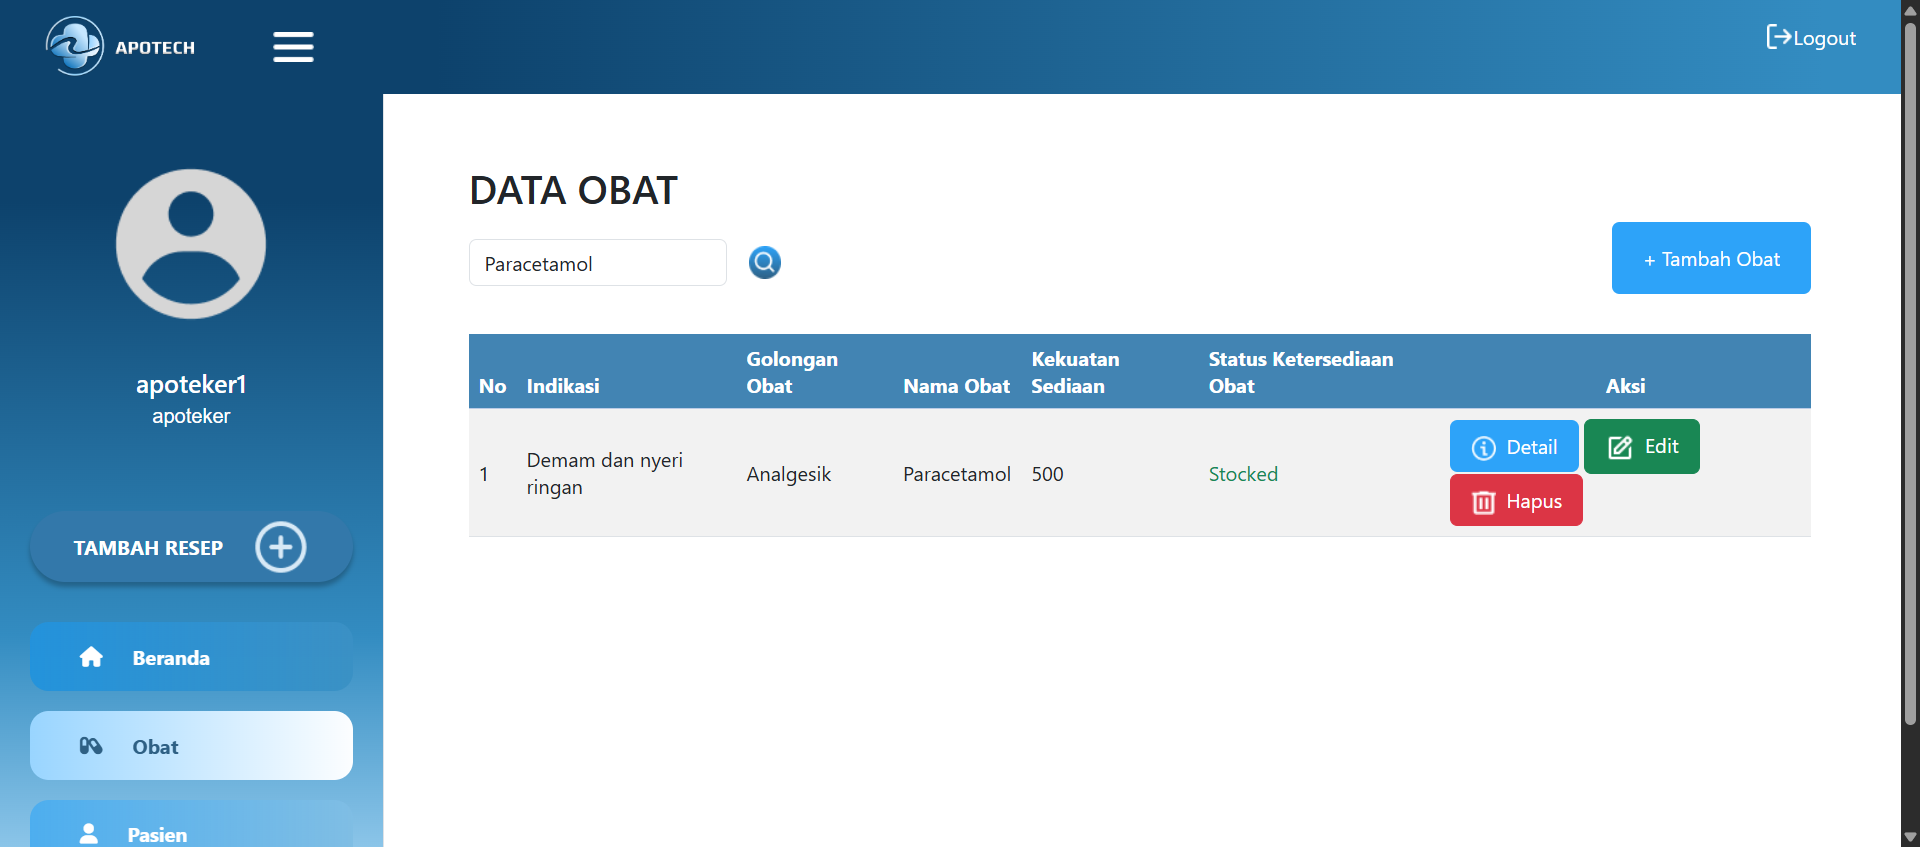 APOTECH
Logout
apoteker1
apoteker
TAMBAH RESEP
Beranda
Obat
Pasien
DATA OBAT
Paracetamol
+ Tambah Obat
No Indikasi Golongan Obat Nama Obat Kekuatan Sediaan Status Ketersediaan Obat Aksi
1 Demam dan nyeri ringan Analgesik Paracetamol 500 Stocked Detail Edit
Hapus